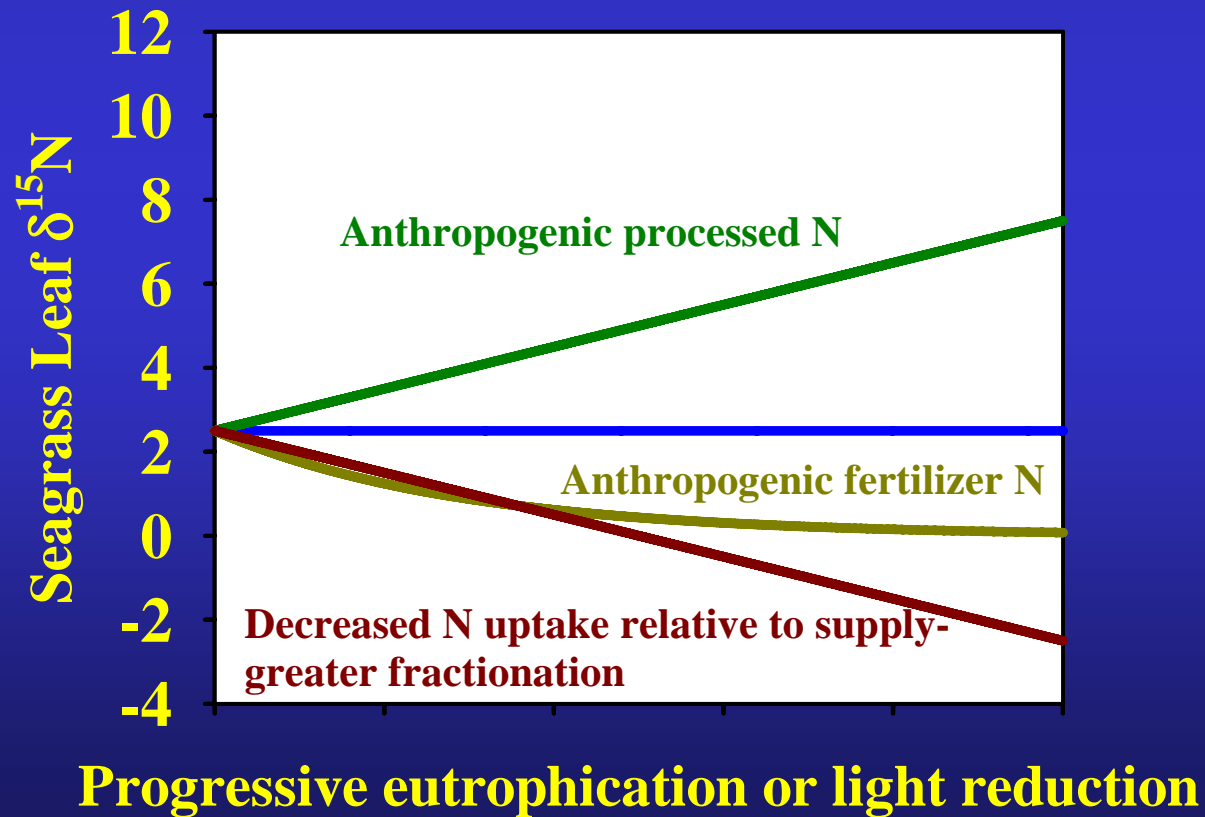 12
10
8
6
4
2
0
-2
-4
Seagrass Leaf δ¹⁵N
Anthropogenic processed N
Anthropogenic fertilizer N
Decreased N uptake relative to supply-
greater fractionation
Progressive eutrophication or light reduction